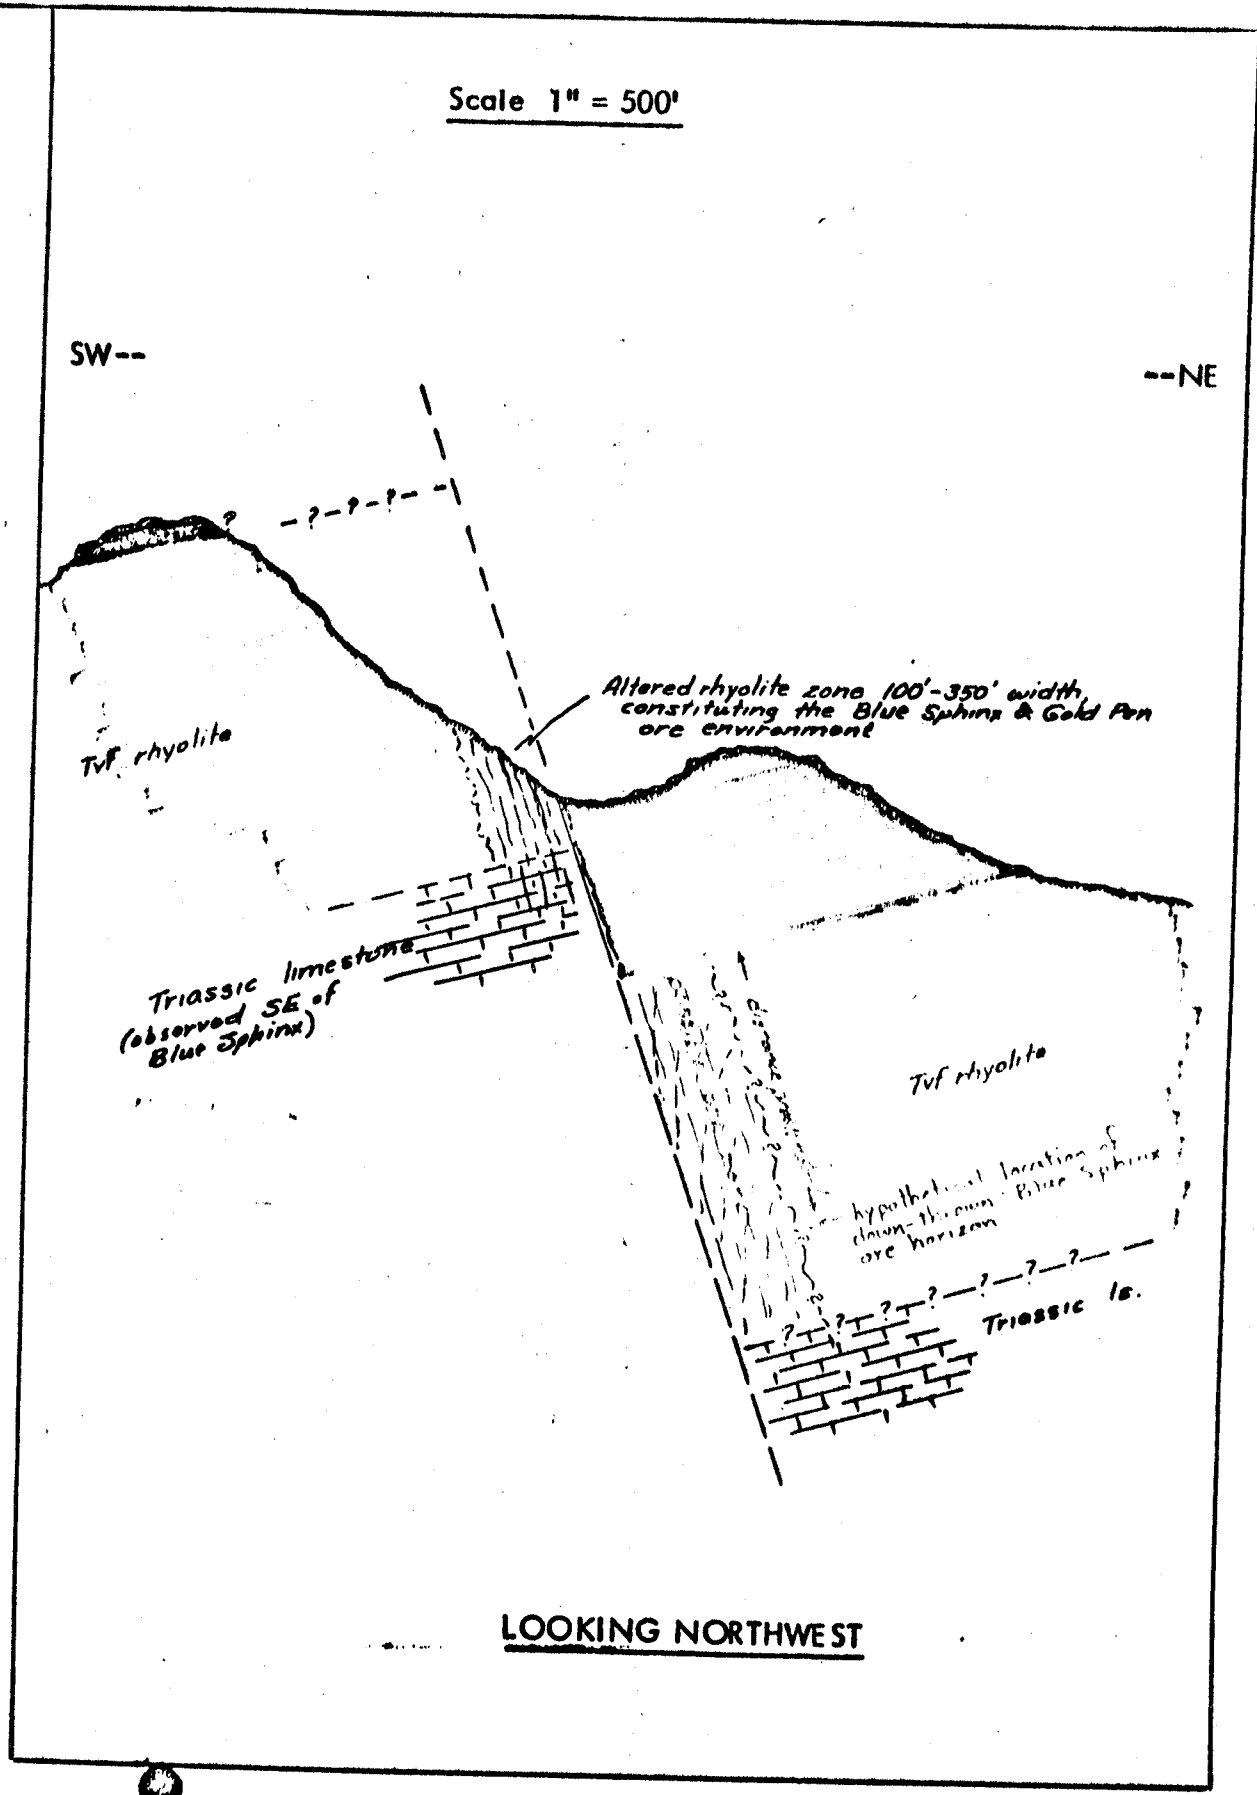 Scale 1" = 500'
SW--
--NE
? --?--?--?--
Altered rhyolite zone 100'-350' width,
constituting the Blue Sphinx & Gold Pen
ore environment
Tvf rhyolite
Triassic limestone
(observed SE of
Blue Sphinx)
Tvf rhyolite
hypothetical location of
down-thrown Blue Sphinx
ore horizon
? ? ? ? ? ? ?
Triassic ls.
LOOKING NORTHWEST